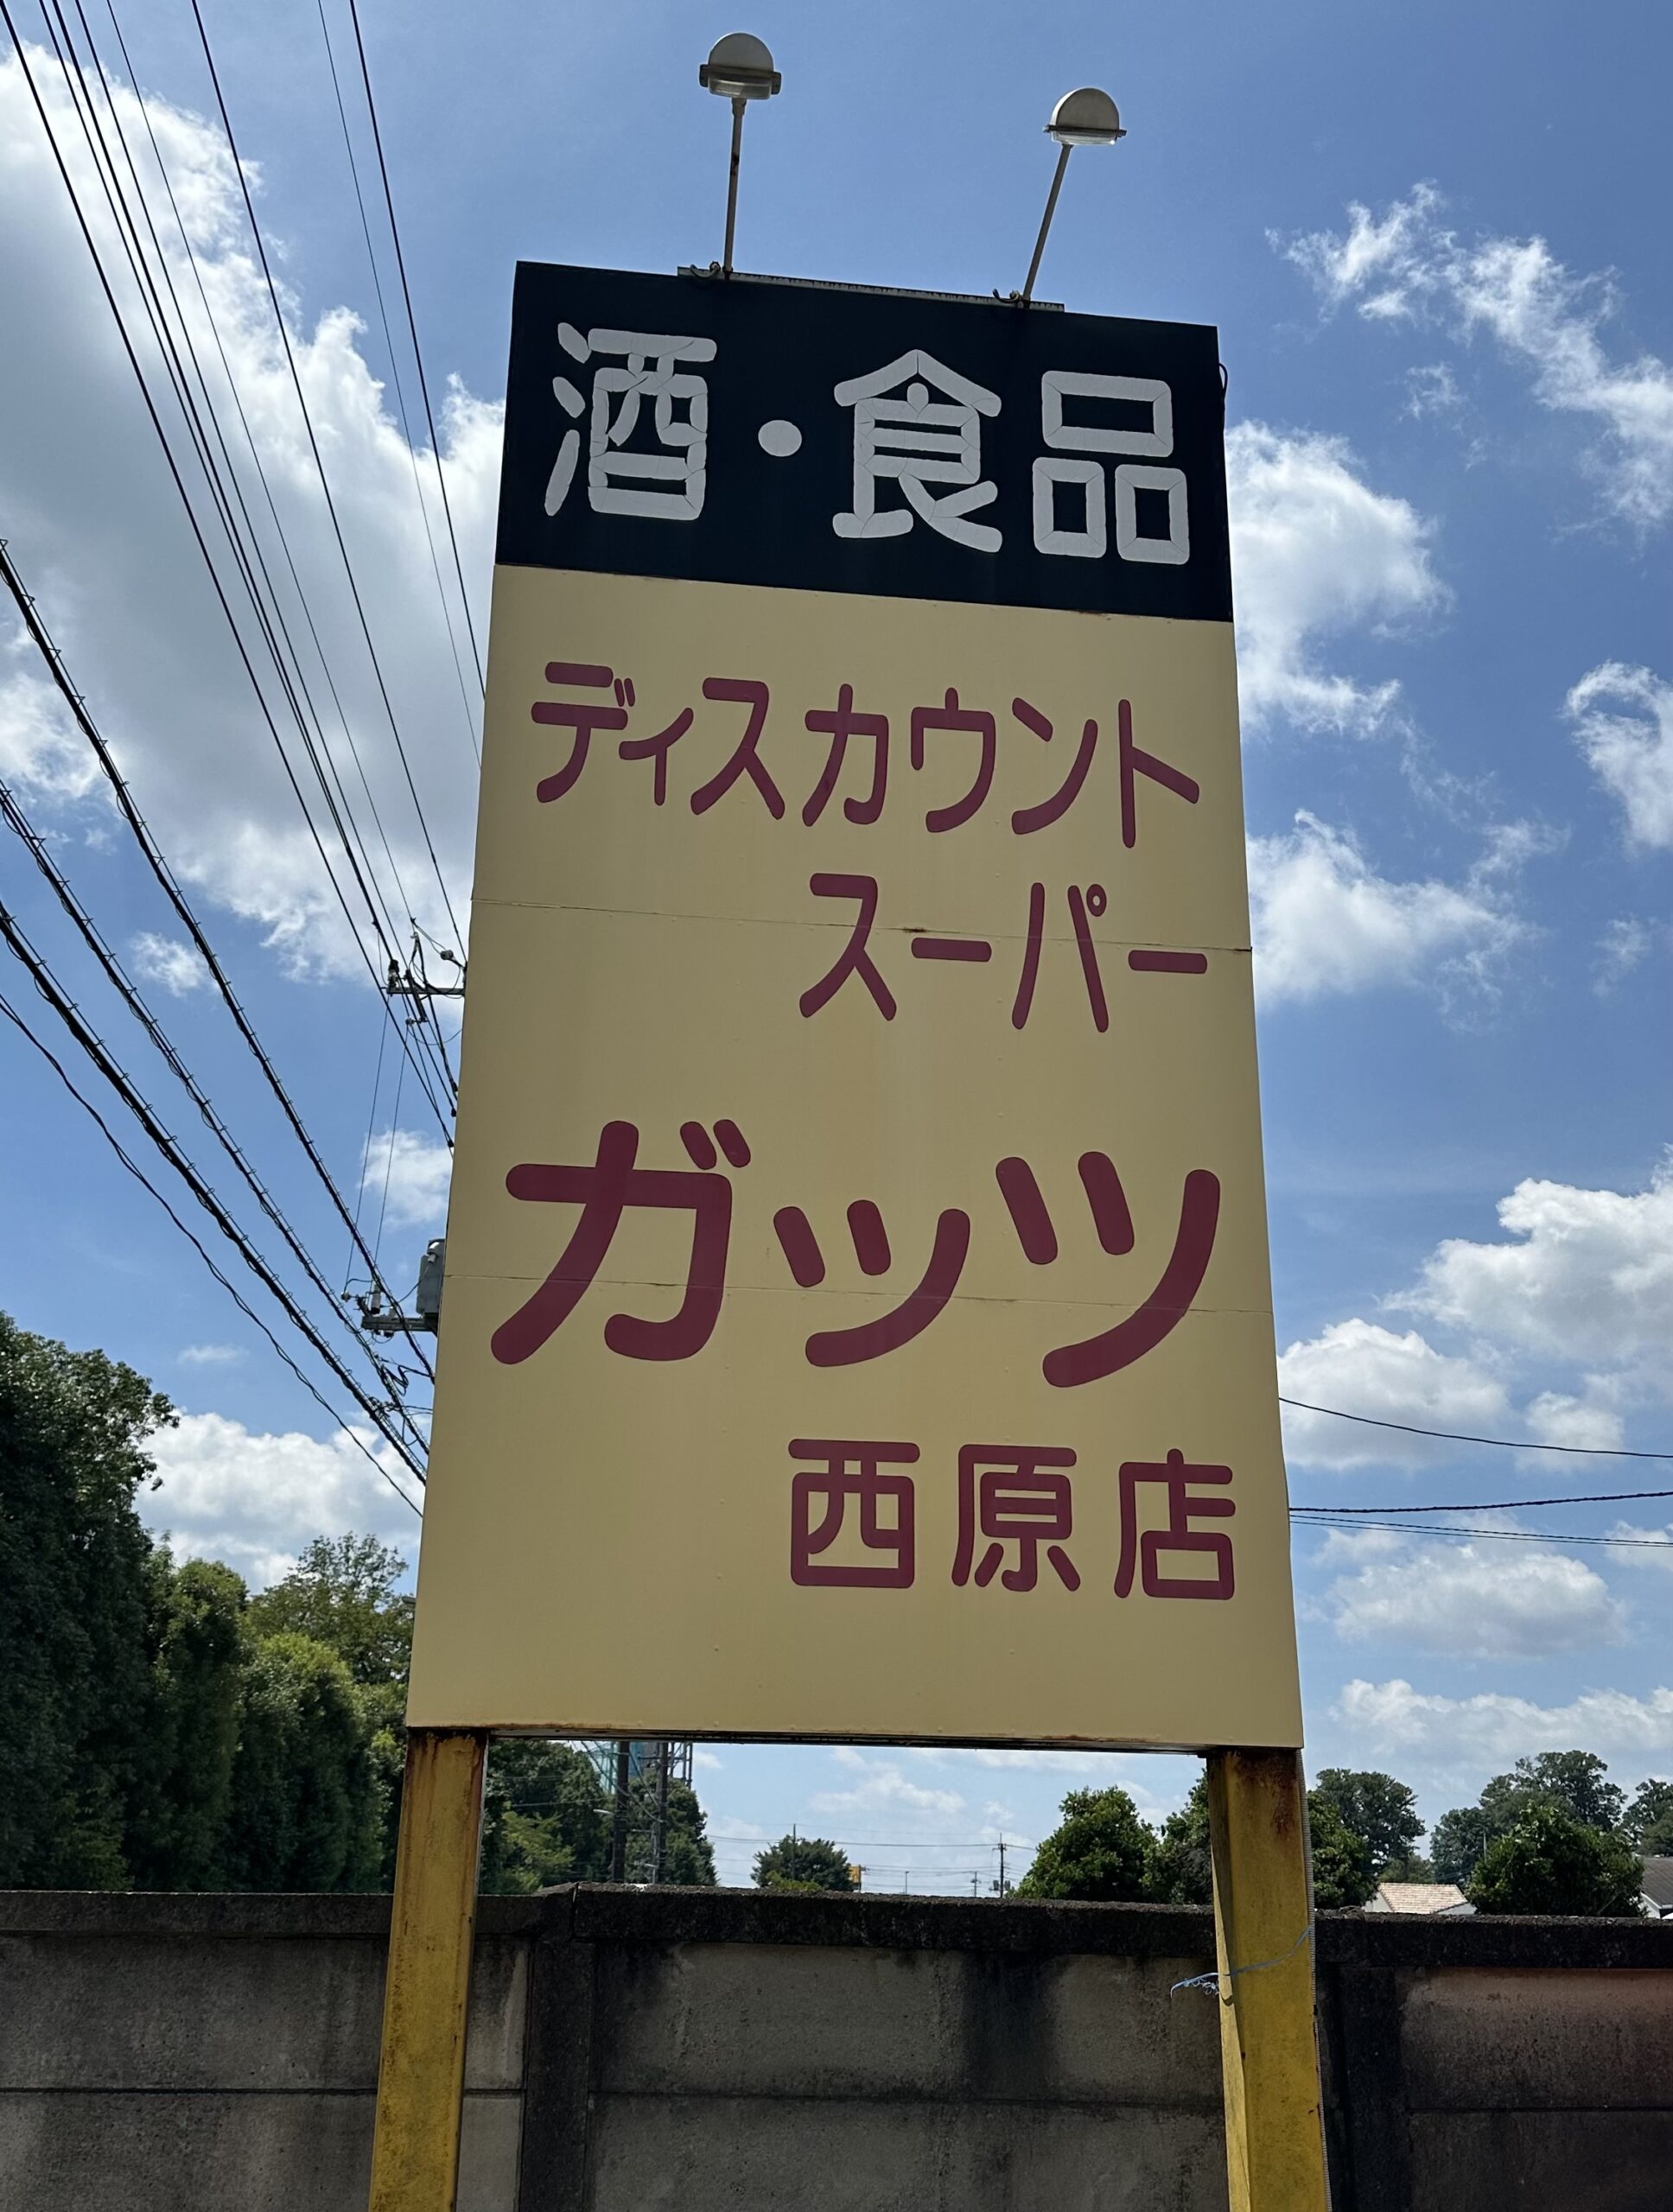 酒・食品
ディスカウント
スーパー
ガッツ
西原店